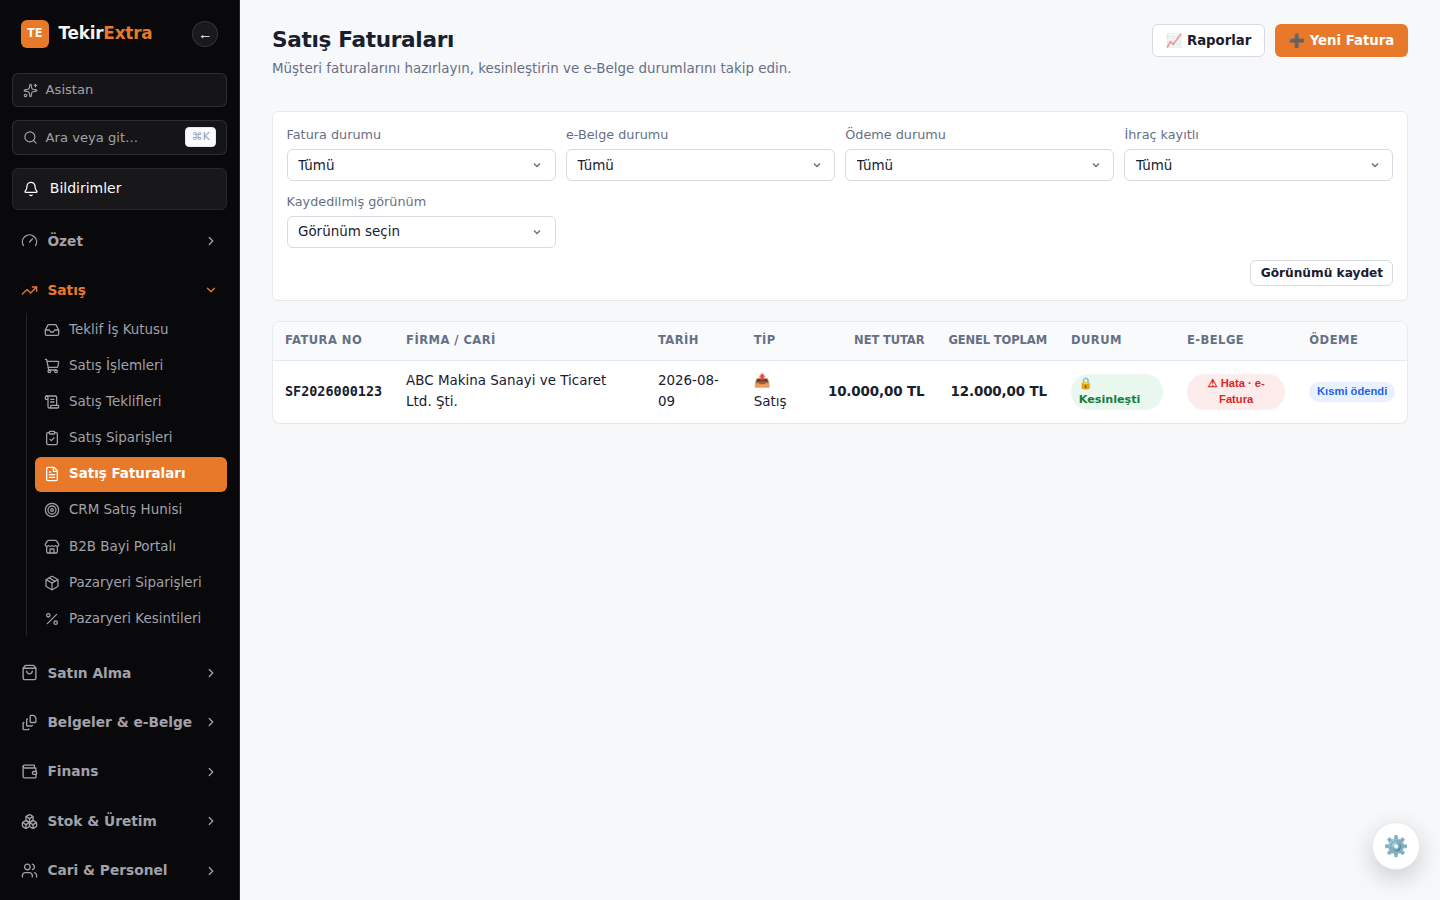 TE TekirExtra ←
Asistan
Ara veya git... ⌘K
Bildirimler
Özet
Satış
Teklif İş Kutusu
Satış İşlemleri
Satış Teklifleri
Satış Siparişleri
Satış Faturaları
CRM Satış Hunisi
B2B Bayi Portalı
Pazaryeri Siparişleri
Pazaryeri Kesintileri
Satın Alma
Belgeler & e-Belge
Finans
Stok & Üretim
Cari & Personel
Satış Faturaları
Müşteri faturalarını hazırlayın, kesinleştirin ve e-Belge durumlarını takip edin.
📈 Raporlar ➕ Yeni Fatura
Fatura durumu e-Belge durumu Ödeme durumu İhraç kayıtlı
Tümü Tümü Tümü Tümü
Kaydedilmiş görünüm
Görünüm seçin
Görünümü kaydet
FATURA NO FİRMA / CARİ TARİH TİP NET TUTAR GENEL TOPLAM DURUM E-BELGE ÖDEME
SF2026000123 ABC Makina Sanayi ve Ticaret Ltd. Şti. 2026-08-09 📤 Satış 10.000,00 TL 12.000,00 TL 🔒 Kesinleşti ⚠ Hata · e-Fatura Kısmi ödendi